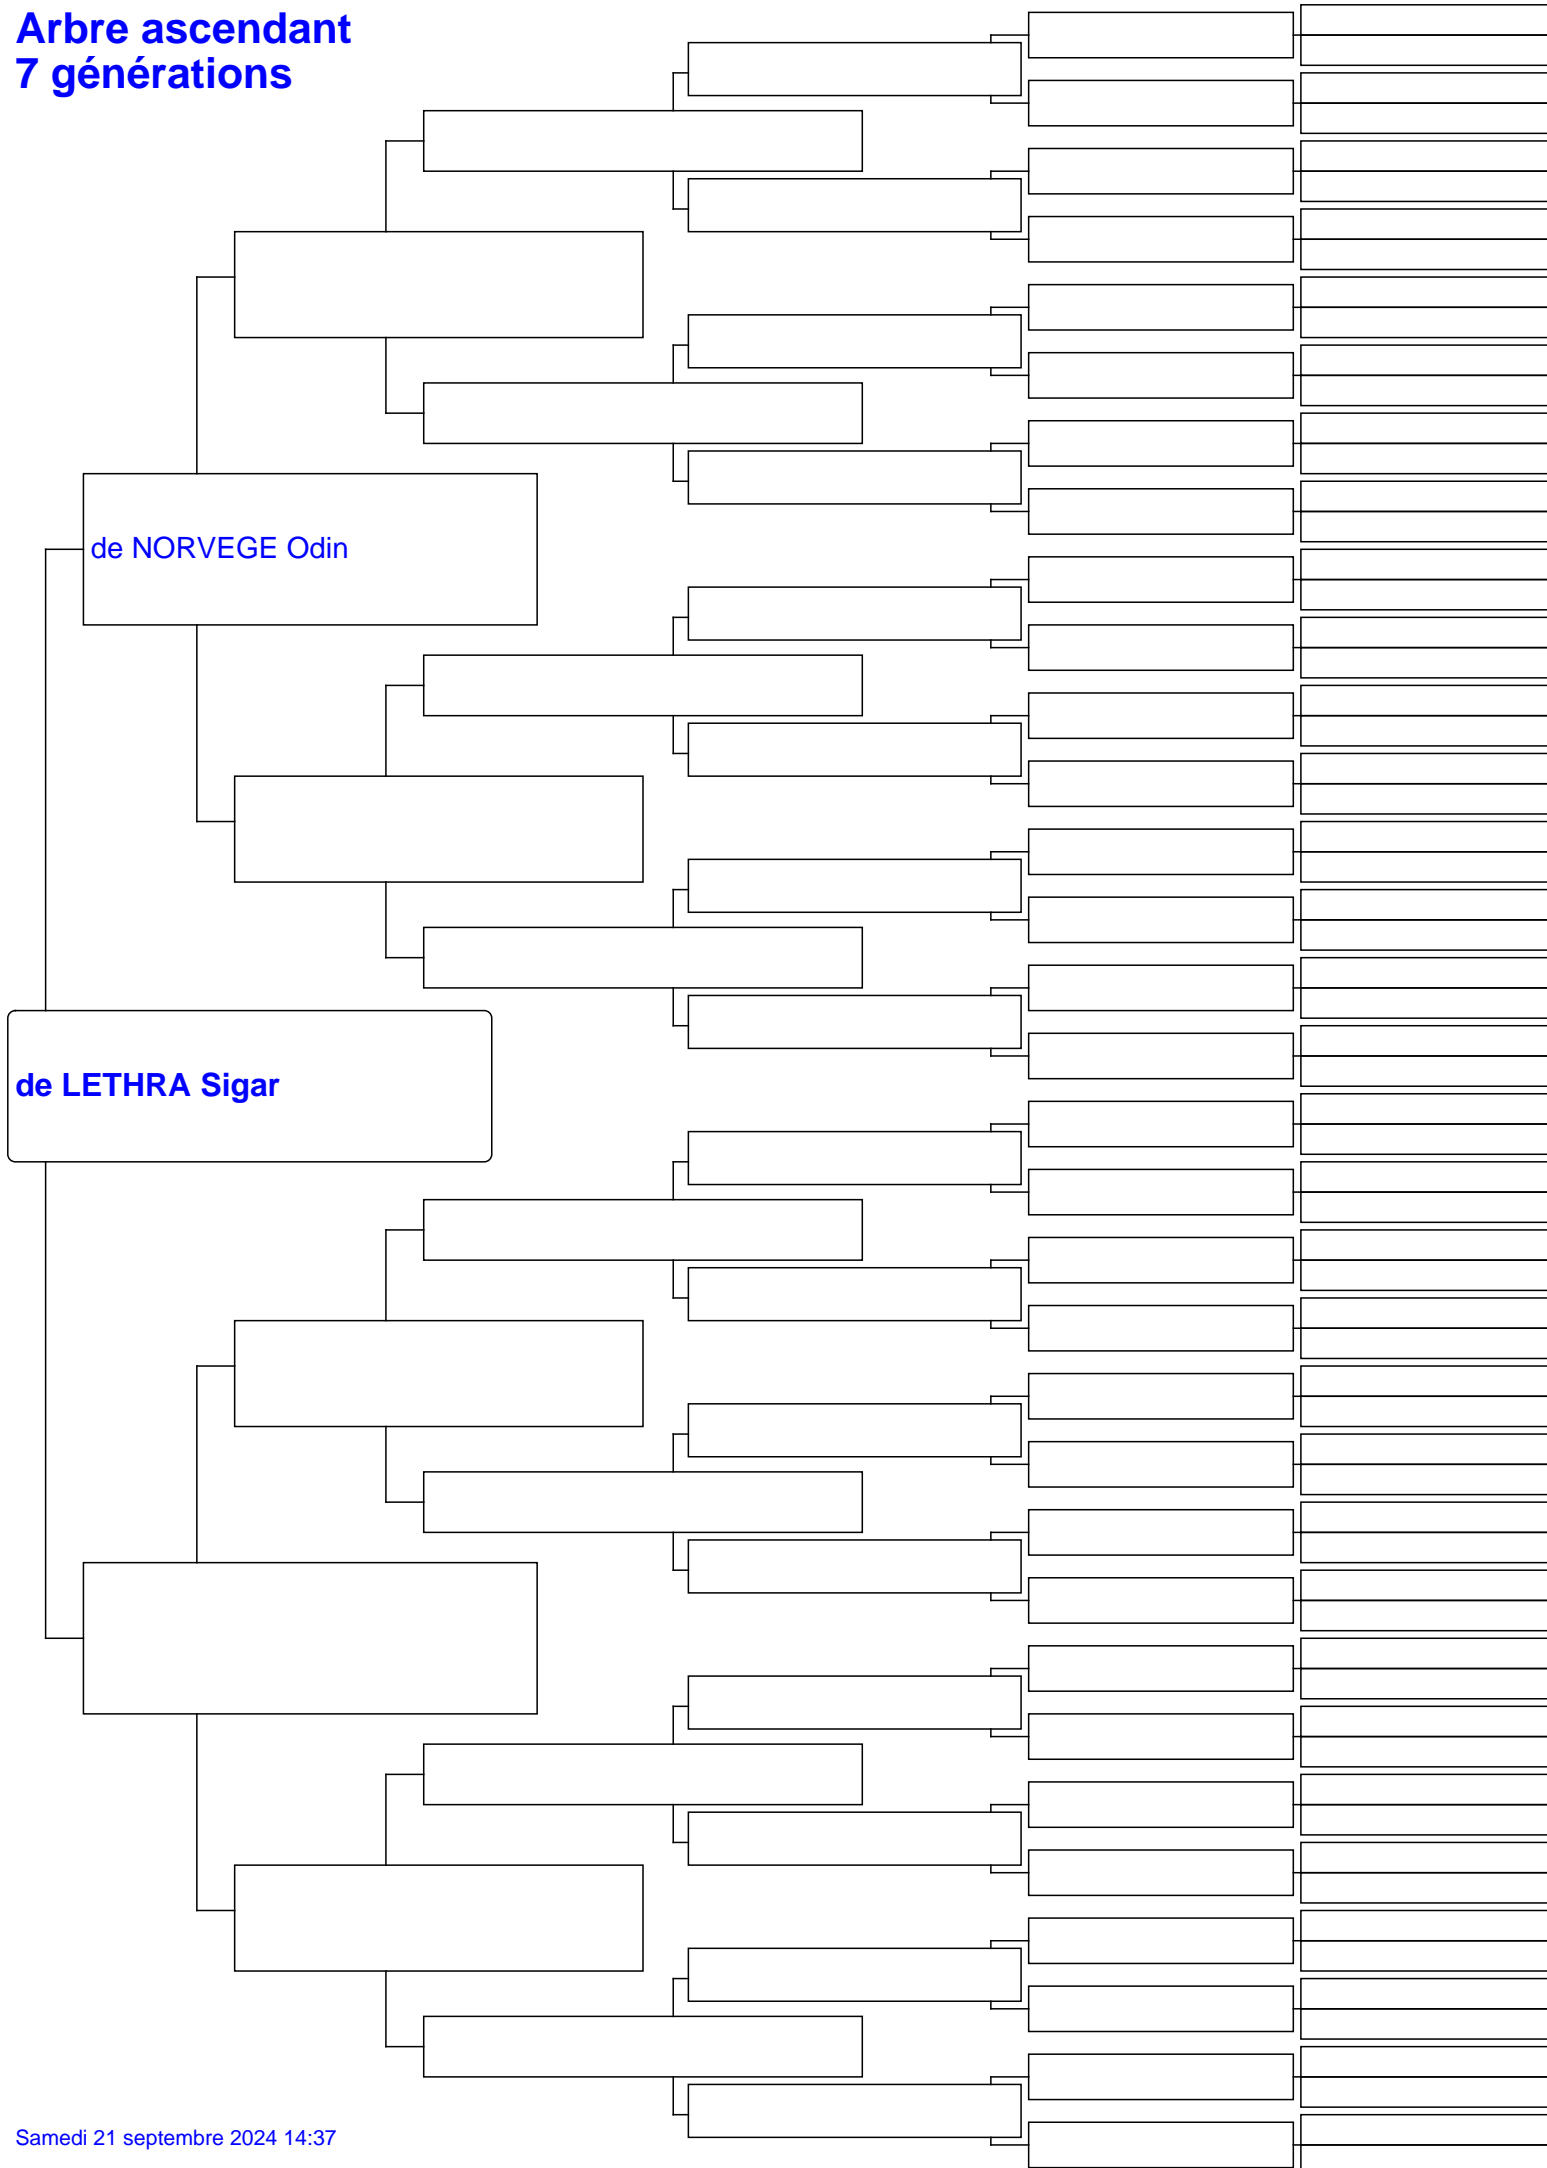 Arbre ascendant
7 générations
de NORVEGE Odin
de LETHRA Sigar
Samedi 21 septembre 2024 14:37